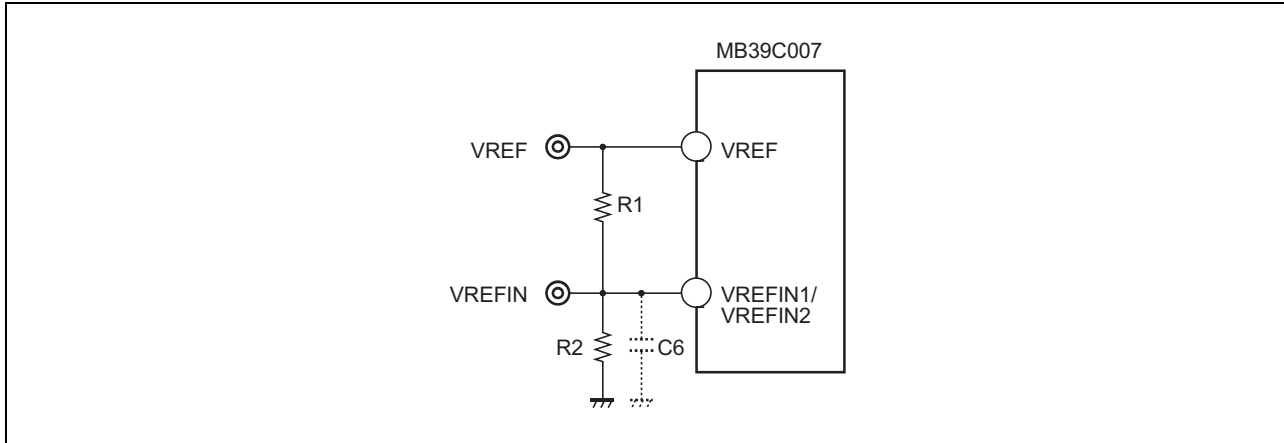 MB39C007
VREF
VREF
R1
VREFIN
VREFIN1/
VREFIN2
R2
C6